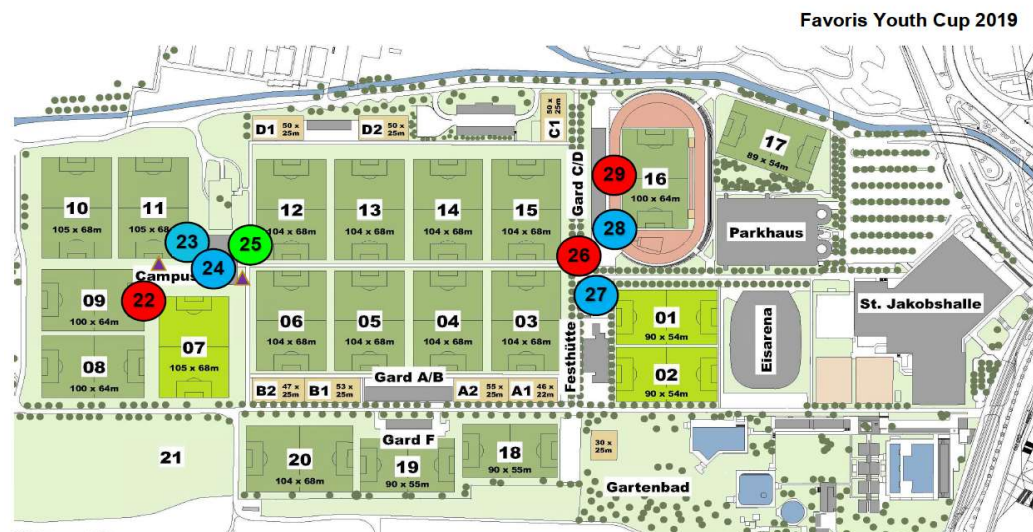 Favoris Youth Cup 2019
D1 50 x 25m
D2 50 x 25m
C1 50 x 25m
17
89 x 54m
10
105 x 68m
11
105 x 68m
12
104 x 68m
13
104 x 68m
14
104 x 68m
15
104 x 68m
Gard C/D
29
16
100 x 64m
28
23
25
24
26
27
Parkhaus
Campus
22
09
100 x 64m
08
100 x 64m
07
105 x 68m
06
104 x 68m
05
104 x 68m
04
104 x 68m
03
104 x 68m
Festhütte
01
90 x 54m
02
90 x 54m
Eisarena
St. Jakobshalle
Gard A/B
B2 47 x 25m
B1 53 x 25m
A2 55 x 25m
A1 46 x 22m
21
20
104 x 68m
Gard F
19
90 x 55m
18
90 x 55m
30 x 25m
Gartenbad